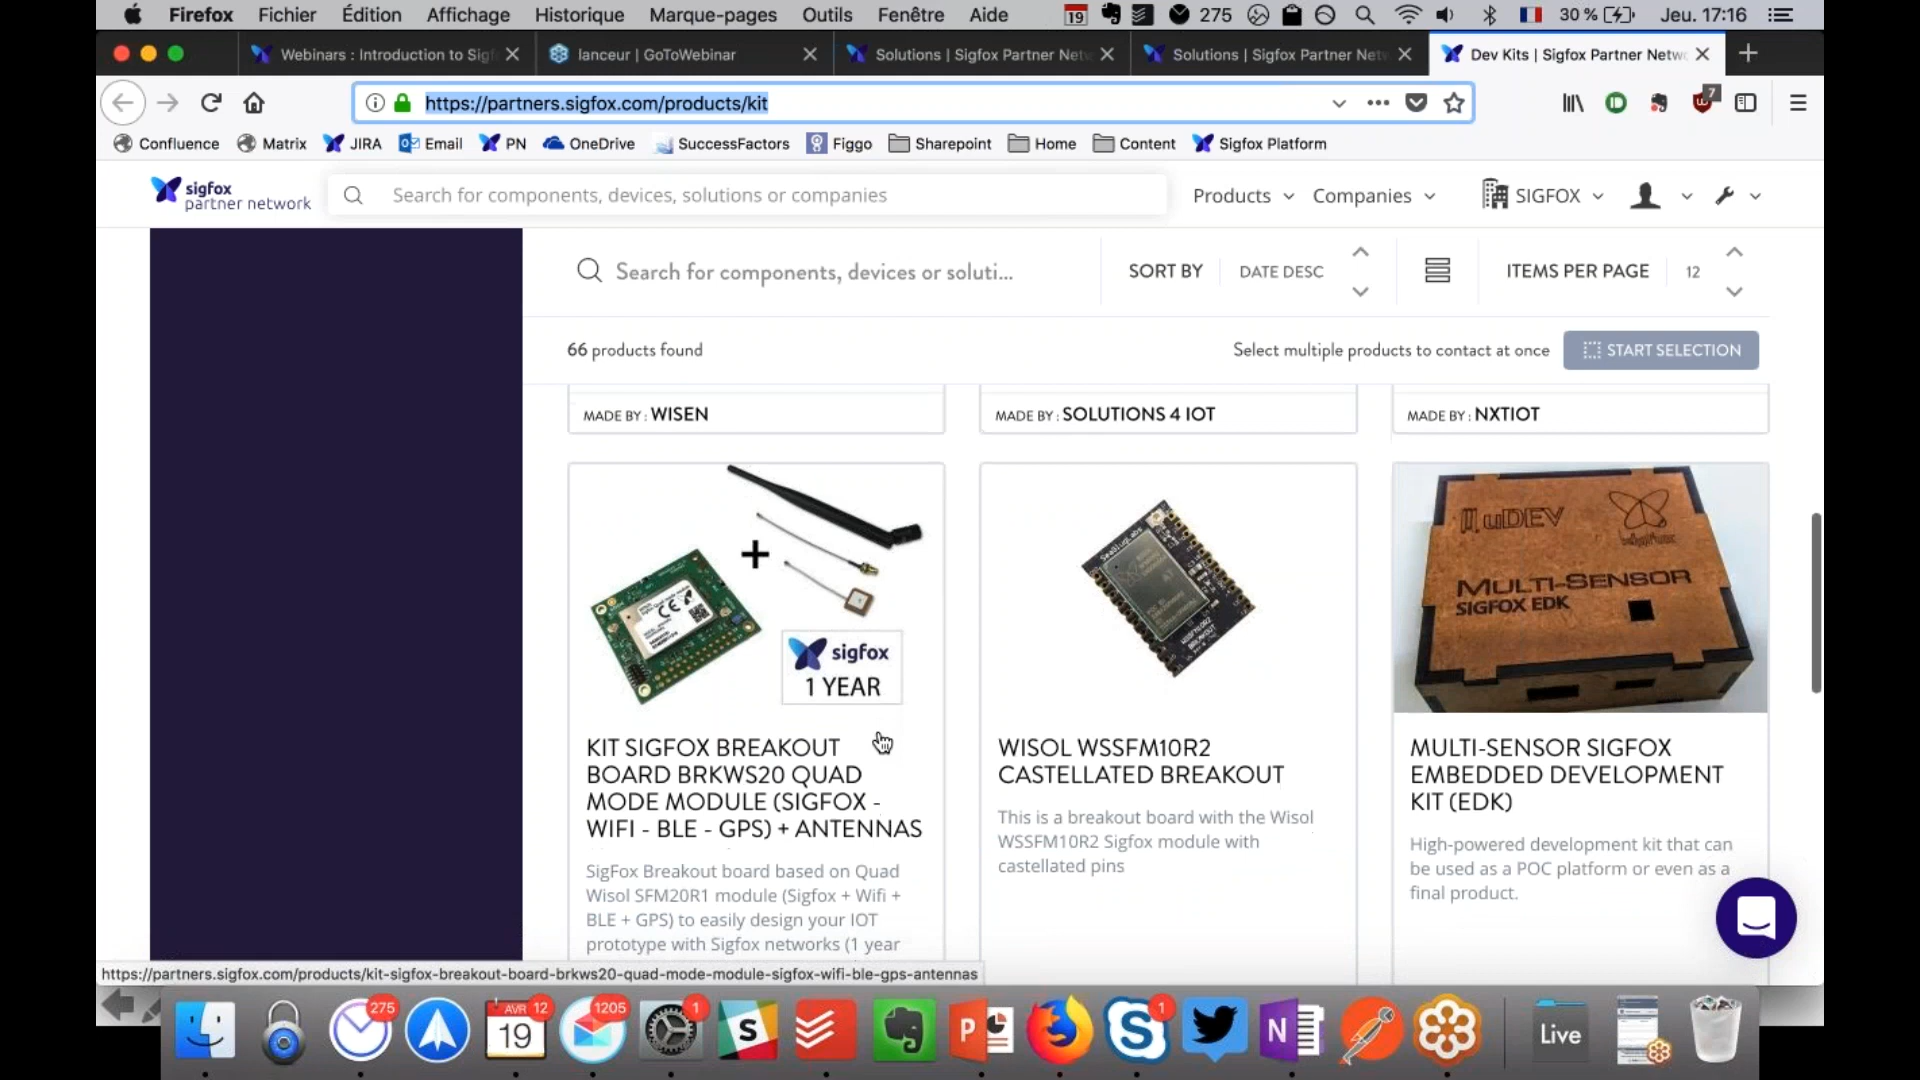 Firefox Fichier Édition Affichage Historique Marque-pages Outils Fenêtre Aide 19 275 30 % Jeu. 17:16
Webinars : Introduction to Sigf lanceur | GoToWebinar Solutions | Sigfox Partner Net Solutions | Sigfox Partner Net Dev Kits | Sigfox Partner Netw
https://partners.sigfox.com/products/kit 7
Confluence Matrix JIRA Email PN OneDrive SuccessFactors Figgo Sharepoint Home Content Sigfox Platform
sigfox
partner network
Search for components, devices, solutions or companies Products Companies SIGFOX
Search for components, devices or soluti... SORT BY DATE DESC ITEMS PER PAGE 12
66 products found Select multiple products to contact at once START SELECTION
MADE BY : WISEN MADE BY : SOLUTIONS 4 IOT MADE BY : NXTIOT
+
sigfox
1 YEAR
uDEV
MULTI-SENSOR
SIGFOX EDK
KIT SIGFOX BREAKOUT
BOARD BRKWS20 QUAD
MODE MODULE (SIGFOX -
WIFI - BLE - GPS) + ANTENNAS
SigFox Breakout board based on Quad
Wisol SFM20R1 module (Sigfox + Wifi +
BLE + GPS) to easily design your IOT
prototype with Sigfox networks (1 year
WISOL WSSFM10R2
CASTELLATED BREAKOUT
This is a breakout board with the Wisol
WSSFM10R2 Sigfox module with
castellated pins
MULTI-SENSOR SIGFOX
EMBEDDED DEVELOPMENT
KIT (EDK)
High-powered development kit that can
be used as a POC platform or even as a
final product.
https://partners.sigfox.com/products/kit-sigfox-breakout-board-brkws20-quad-mode-module-sigfox-wifi-ble-gps-antennas
275 AVR 12 19 1205 1 S P 1 N Live